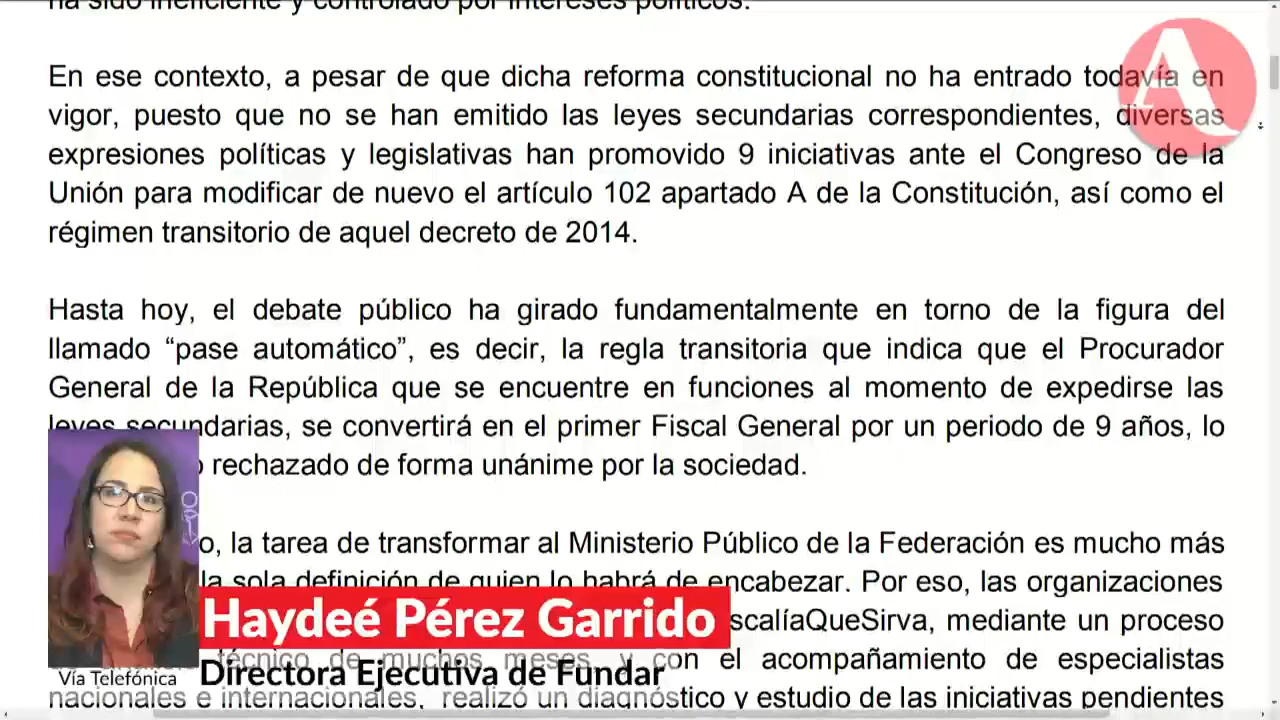 ha sido ineficiente y controlado por intereses políticos.
En ese contexto, a pesar de que dicha reforma constitucional no ha entrado todavía en
vigor, puesto que no se han emitido las leyes secundarias correspondientes, diversas
expresiones políticas y legislativas han promovido 9 iniciativas ante el Congreso de la
Unión para modificar de nuevo el artículo 102 apartado A de la Constitución, así como el
régimen transitorio de aquel decreto de 2014.
Hasta hoy, el debate público ha girado fundamentalmente en torno de la figura del
llamado “pase automático”, es decir, la regla transitoria que indica que el Procurador
General de la República que se encuentre en funciones al momento de expedirse las
leyes secundarias, se convertirá en el primer Fiscal General por un periodo de 9 años, lo
rechazado de forma unánime por la sociedad.
o, la tarea de transformar al Ministerio Público de la Federación es mucho más
la sola definición de quien lo habrá de encabezar. Por eso, las organizaciones
scalíaQueSirva, mediante un proceso
técnico de muchos meses, y con el acompañamiento de especialistas
nacionales e internacionales, realizó un diagnóstico y estudio de las iniciativas pendientes
A
Haydeé Pérez Garrido
Directora Ejecutiva de Fundar
Vía Telefónica